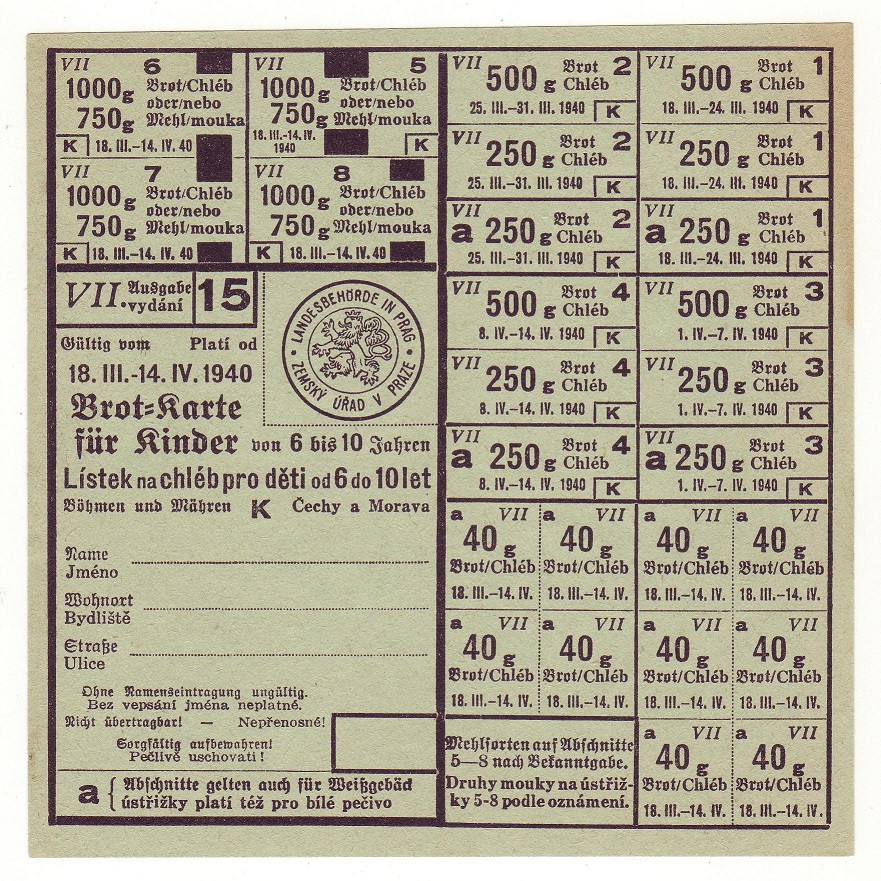 VII 6
1000 g Brot/Chléb
oder/nebo
750 g Mehl/mouka
K 18. III.-14. IV. 40
VII 5
1000 g Brot/Chléb
oder/nebo
750 g Mehl/mouka
18. III.-14. IV.
1940 K
VII 7
1000 g Brot/Chléb
oder/nebo
750 g Mehl/mouka
K 18. III.-14. IV. 40
VII 8
1000 g Brot/Chléb
oder/nebo
750 g Mehl/mouka
K 18. III.-14. IV. 40
VII. Ausgabe
vydání 15
LANDESBEHÖRDE IN PRAG
ZEMSKÝ ÚŘAD V PRAZE
Gültig vom Platí od
18. III.-14. IV. 1940
Brot-Karte
für Kinder von 6 bis 10 Jahren
Lístek na chléb pro děti od 6 do 10 let
Böhmen und Mähren K Čechy a Morava
Name
Jméno
Wohnort
Bydliště
Straße
Ulice
Ohne Namenseintragung ungültig.
Bez vepsání jména neplatné.
Nicht übertragbar! — Nepřenosné!
Sorgfältig aufbewahren!
Pečlivě uschovati!
a { Abschnitte gelten auch für Weißgebäck
ústřižky platí též pro bílé pečivo
VII 500 g Brot 2
Chléb
25. III.-31. III. 1940 K
VII 500 g Brot 1
Chléb
18. III.-24. III. 1940 K
VII 250 g Brot 2
Chléb
25. III.-31. III. 1940 K
VII 250 g Brot 1
Chléb
18. III.-24. III. 1940 K
VII Brot 2
a 250 g Chléb
25. III.-31. III. 1940 K
VII Brot 1
a 250 g Chléb
18. III.-24. III. 1940 K
VII 500 g Brot 4
Chléb
8. IV.-14. IV. 1940 K
VII 500 g Brot 3
Chléb
1. IV.-7. IV. 1940 K
VII 250 g Brot 4
Chléb
8. IV.-14. IV. 1940 K
VII 250 g Brot 3
Chléb
1. IV.-7. IV. 1940 K
VII Brot 4
a 250 g Chléb
8. IV.-14. IV. 1940 K
VII Brot 3
a 250 g Chléb
1. IV.-7. IV. 1940 K
a VII a VII a VII a VII
40 g 40 g 40 g 40 g
Brot/Chléb Brot/Chléb Brot/Chléb Brot/Chléb
18. III.-14. IV. 18. III.-14. IV. 18. III.-14. IV. 18. III.-14. IV.
a VII a VII a VII a VII
40 g 40 g 40 g 40 g
Brot/Chléb Brot/Chléb Brot/Chléb Brot/Chléb
18. III.-14. IV. 18. III.-14. IV. 18. III.-14. IV. 18. III.-14. IV.
Mehlsorten auf Abschnitte
5—8 nach Bekanntgabe.
Druhy mouky na ústřiž-
ky 5-8 podle oznámení.
a VII a VII
40 g 40 g
Brot/Chléb Brot/Chléb
18. III.-14. IV. 18. III.-14. IV.